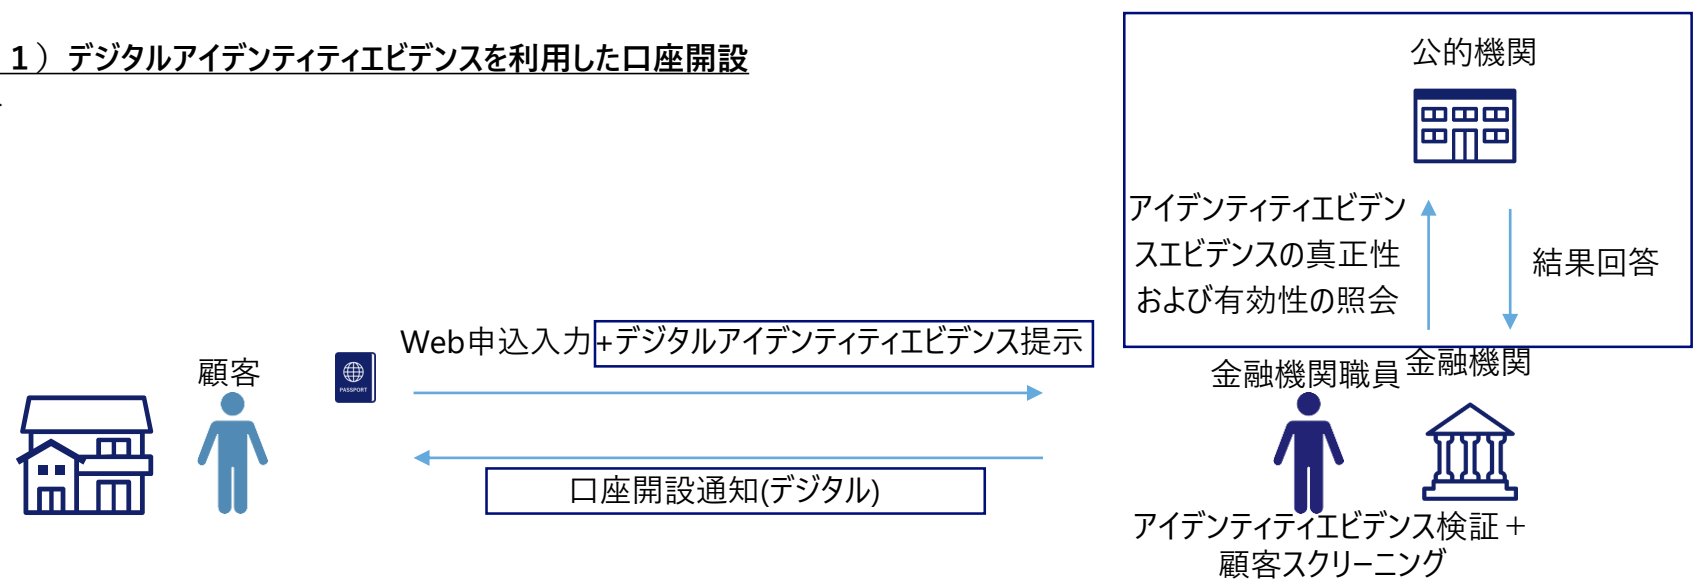 １）デジタルアイデンティティエビデンスを利用した口座開設
公的機関
アイデンティティエビデン
スエビデンスの真正性
および有効性の照会
結果回答
Web申込入力+デジタルアイデンティティエビデンス提示
顧客
PASSPORT
金融機関職員
金融機関
口座開設通知(デジタル)
アイデンティティエビデンス検証＋
顧客スクリーニング